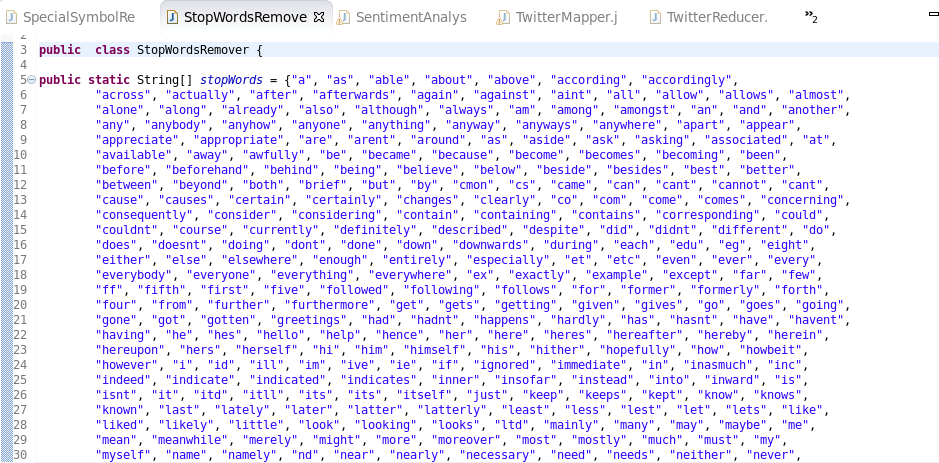 SpecialSymbolRe StopWordsRemove SentimentAnalys TwitterMapper.j TwitterReducer. »2
3 public  class StopWordsRemover {
4
5 public static String[] stopWords = {"a", "as", "able", "about", "above", "according", "accordingly",
6 "across", "actually", "after", "afterwards", "again", "against", "aint", "all", "allow", "allows", "almost",
7 "alone", "along", "already", "also", "although", "always", "am", "among", "amongst", "an", "and", "another",
8 "any", "anybody", "anyhow", "anyone", "anything", "anyway", "anyways", "anywhere", "apart", "appear",
9 "appreciate", "appropriate", "are", "arent", "around", "as", "aside", "ask", "asking", "associated", "at",
10 "available", "away", "awfully", "be", "became", "because", "become", "becomes", "becoming", "been",
11 "before", "beforehand", "behind", "being", "believe", "below", "beside", "besides", "best", "better",
12 "between", "beyond", "both", "brief", "but", "by", "cmon", "cs", "came", "can", "cant", "cannot", "cant",
13 "cause", "causes", "certain", "certainly", "changes", "clearly", "co", "com", "come", "comes", "concerning",
14 "consequently", "consider", "considering", "contain", "containing", "contains", "corresponding", "could",
15 "couldnt", "course", "currently", "definitely", "described", "despite", "did", "didnt", "different", "do",
16 "does", "doesnt", "doing", "dont", "done", "down", "downwards", "during", "each", "edu", "eg", "eight",
17 "either", "else", "elsewhere", "enough", "entirely", "especially", "et", "etc", "even", "ever", "every",
18 "everybody", "everyone", "everything", "everywhere", "ex", "exactly", "example", "except", "far", "few",
19 "ff", "fifth", "first", "five", "followed", "following", "follows", "for", "former", "formerly", "forth",
20 "four", "from", "further", "furthermore", "get", "gets", "getting", "given", "gives", "go", "goes", "going",
21 "gone", "got", "gotten", "greetings", "had", "hadnt", "happens", "hardly", "has", "hasnt", "have", "havent",
22 "having", "he", "hes", "hello", "help", "hence", "her", "here", "heres", "hereafter", "hereby", "herein",
23 "hereupon", "hers", "herself", "hi", "him", "himself", "his", "hither", "hopefully", "how", "howbeit",
24 "however", "i", "id", "ill", "im", "ive", "ie", "if", "ignored", "immediate", "in", "inasmuch", "inc",
25 "indeed", "indicate", "indicated", "indicates", "inner", "insofar", "instead", "into", "inward", "is",
26 "isnt", "it", "itd", "itll", "its", "its", "itself", "just", "keep", "keeps", "kept", "know", "knows",
27 "known", "last", "lately", "later", "latter", "latterly", "least", "less", "lest", "let", "lets", "like",
28 "liked", "likely", "little", "look", "looking", "looks", "ltd", "mainly", "many", "may", "maybe", "me",
29 "mean", "meanwhile", "merely", "might", "more", "moreover", "most", "mostly", "much", "must", "my",
30 "myself", "name", "namely", "nd", "near", "nearly", "necessary", "need", "needs", "neither", "never",